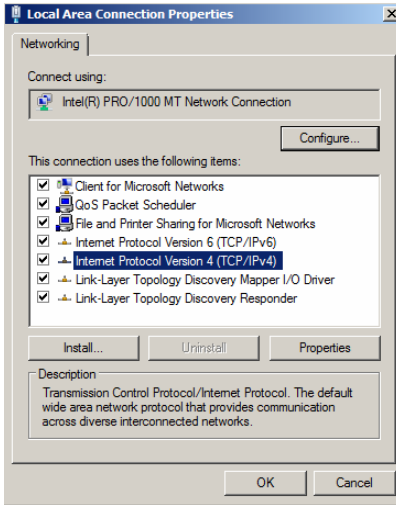 Local Area Connection Properties
Networking
Connect using:
Intel(R) PRO/1000 MT Network Connection
Configure...
This connection uses the following items:
Client for Microsoft Networks
QoS Packet Scheduler
File and Printer Sharing for Microsoft Networks
Internet Protocol Version 6 (TCP/IPv6)
Internet Protocol Version 4 (TCP/IPv4)
Link-Layer Topology Discovery Mapper I/O Driver
Link-Layer Topology Discovery Responder
Install... Uninstall Properties
Description
Transmission Control Protocol/Internet Protocol. The default
wide area network protocol that provides communication
across diverse interconnected networks.
OK Cancel